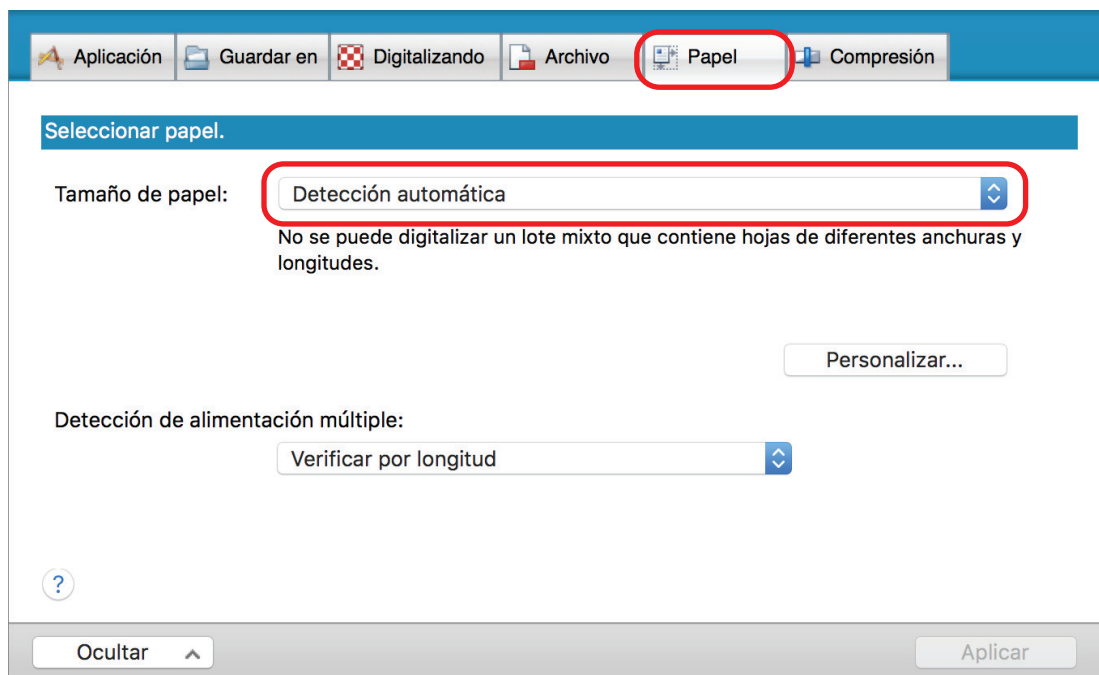 Aplicación Guardar en Digitalizando Archivo Papel Compresión
Seleccionar papel.
Tamaño de papel: Detección automática
No se puede digitalizar un lote mixto que contiene hojas de diferentes anchuras y
longitudes.
Personalizar...
Detección de alimentación múltiple:
Verificar por longitud
?
Ocultar Aplicar